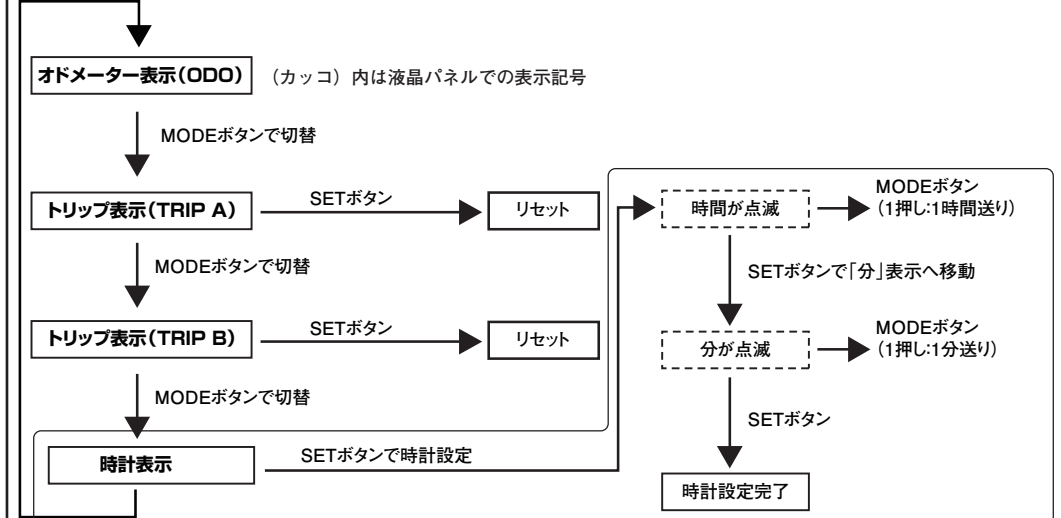 オドメーター表示(ODO)
(カッコ)内は液晶パネルでの表示記号
MODEボタンで切替
トリップ表示(TRIP A)
SETボタン
リセット
MODEボタンで切替
トリップ表示(TRIP B)
SETボタン
リセット
MODEボタンで切替
時計表示
SETボタンで時計設定
時間が点滅
MODEボタン
(1押し:1時間送り)
SETボタンで「分」表示へ移動
分が点滅
MODEボタン
(1押し:1分送り)
SETボタン
時計設定完了